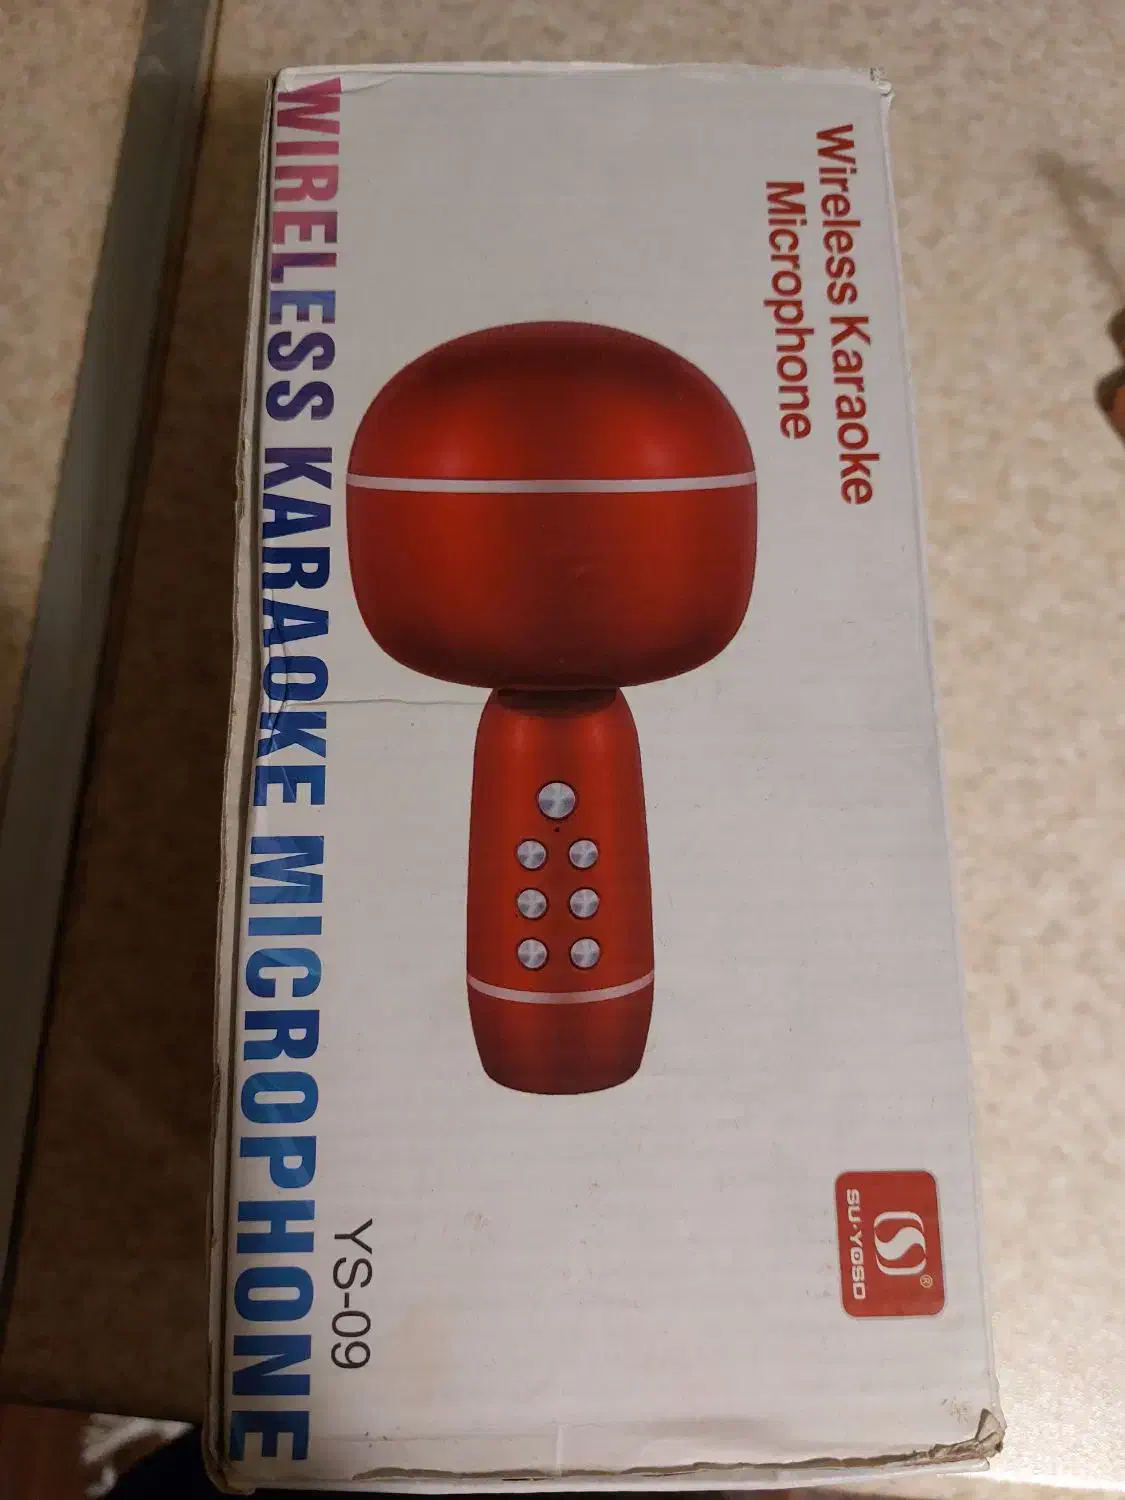 Wireless Karaoke
Microphone
SU·YOSD
®
YS-09
WIRELESS KARAOKE MICROPHONE